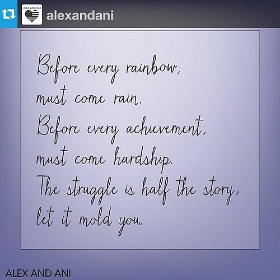 alexandani
Before every rainbow,
must come rain.
Before every achievement,
must come hardship.
The struggle is half the story,
let it mold you.
ALEX AND ANI